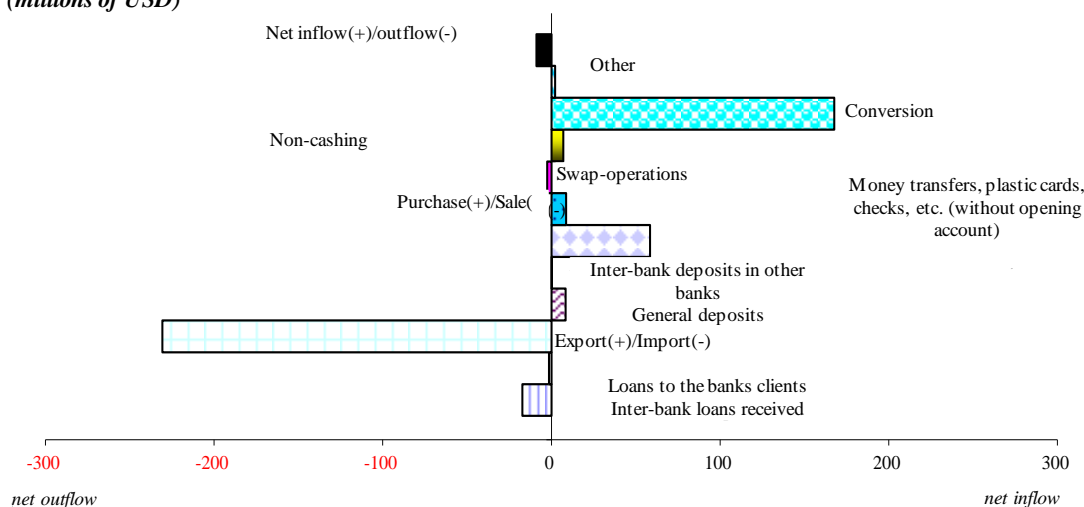 (millions of USD)
Net inflow(+)/outflow(-)
Other
Conversion
Non-cashing
Swap-operations
Money transfers, plastic cards,
checks, etc. (without opening
account)
Purchase(+)/Sale( (-)
Inter-bank deposits in other
banks
General deposits
Export(+)/Import(-)
Loans to the banks clients
Inter-bank loans received
-300 -200 -100 0 100 200 300
net outflow net inflow